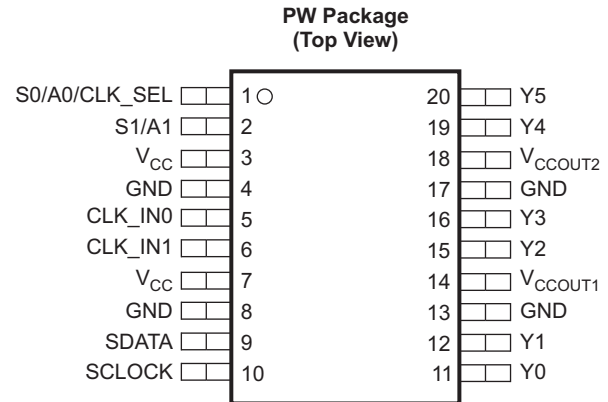 PW Package
(Top View)
S0/A0/CLK_SEL 1 20 Y5
S1/A1 2 19 Y4
VCC 3 18 VCCOUT2
GND 4 17 GND
CLK_IN0 5 16 Y3
CLK_IN1 6 15 Y2
VCC 7 14 VCCOUT1
GND 8 13 GND
SDATA 9 12 Y1
SCLOCK 10 11 Y0